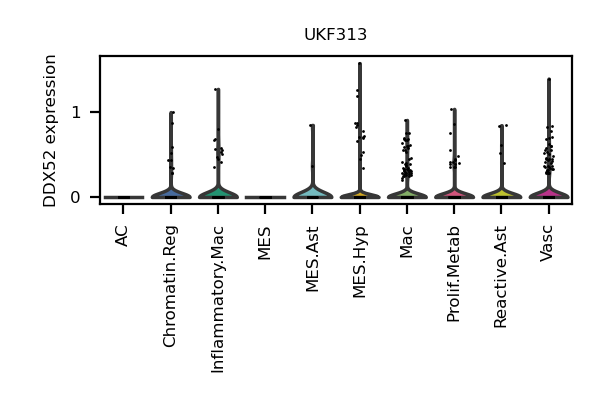 UKF313
DDX52 expression
1
0
AC
Chromatin.Reg
Inflammatory.Mac
MES
MES.Ast
MES.Hyp
Mac
Prolif.Metab
Reactive.Ast
Vasc